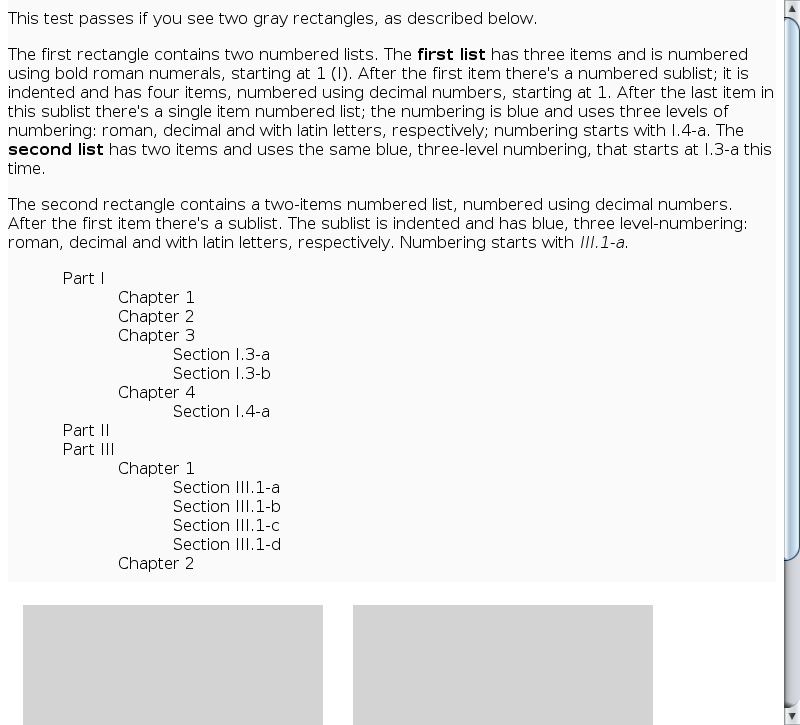 This test passes if you see two gray rectangles, as described below.
The first rectangle contains two numbered lists. The first list has three items and is numbered
using bold roman numerals, starting at 1 (I). After the first item there's a numbered sublist; it is
indented and has four items, numbered using decimal numbers, starting at 1. After the last item in
this sublist there's a single item numbered list; the numbering is blue and uses three levels of
numbering: roman, decimal and with latin letters, respectively; numbering starts with I.4-a. The
second list has two items and uses the same blue, three-level numbering, that starts at I.3-a this
time.
The second rectangle contains a two-items numbered list, numbered using decimal numbers.
After the first item there's a sublist. The sublist is indented and has blue, three level-numbering:
roman, decimal and with latin letters, respectively. Numbering starts with III.1-a.
Part I
Chapter 1
Chapter 2
Chapter 3
Section I.3-a
Section I.3-b
Chapter 4
Section I.4-a
Part II
Part III
Chapter 1
Section III.1-a
Section III.1-b
Section III.1-c
Section III.1-d
Chapter 2